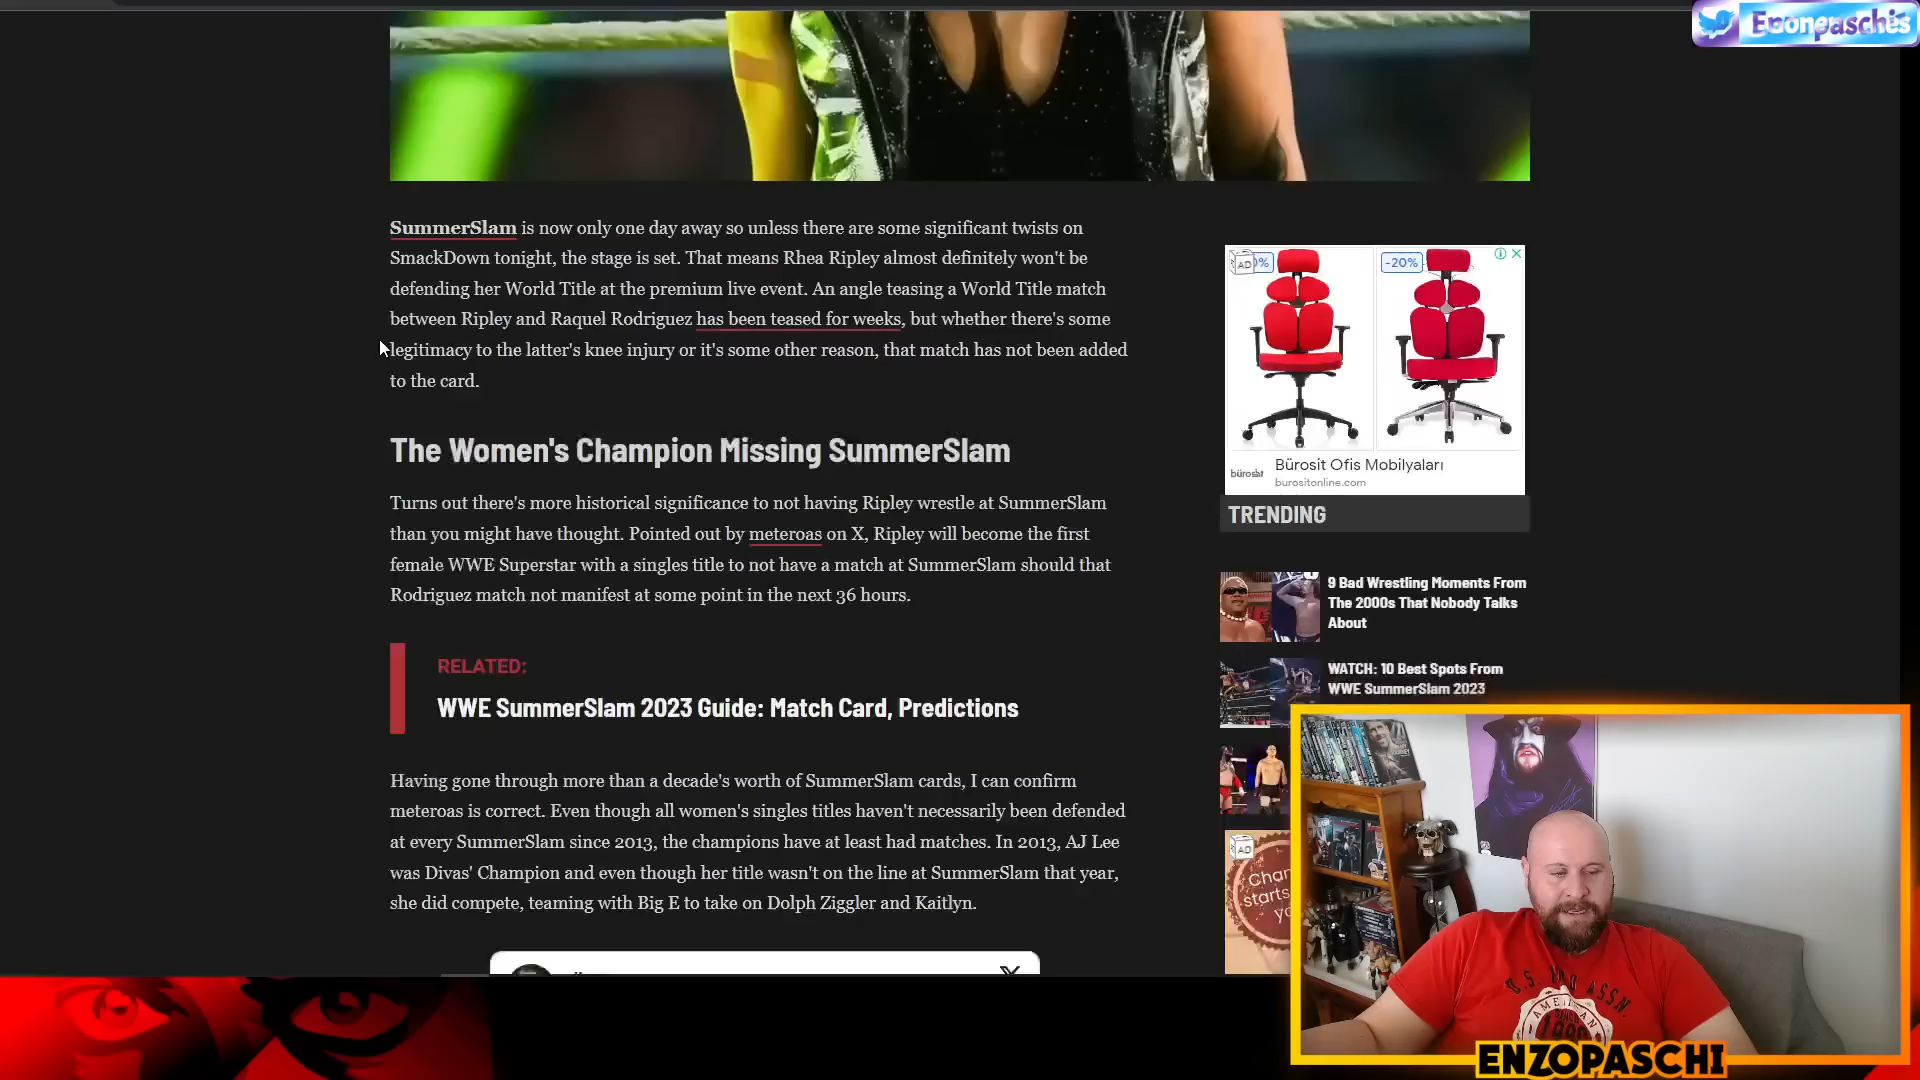 SummerSlam is now only one day away so unless there are some significant twists on
SmackDown tonight, the stage is set. That means Rhea Ripley almost definitely won't be
defending her World Title at the premium live event. An angle teasing a World Title match
between Ripley and Raquel Rodriguez has been teased for weeks, but whether there's some
legitimacy to the latter's knee injury or it's some other reason, that match has not been added
to the card.
The Women's Champion Missing SummerSlam
Turns out there's more historical significance to not having Ripley wrestle at SummerSlam
than you might have thought. Pointed out by meteroas on X, Ripley will become the first
female WWE Superstar with a singles title to not have a match at SummerSlam should that
Rodriguez match not manifest at some point in the next 36 hours.
RELATED:
WWE SummerSlam 2023 Guide: Match Card, Predictions
Having gone through more than a decade's worth of SummerSlam cards, I can confirm
meteroas is correct. Even though all women's singles titles haven't necessarily been defended
at every SummerSlam since 2013, the champions have at least had matches. In 2013, AJ Lee
was Divas' Champion and even though her title wasn't on the line at SummerSlam that year,
she did compete, teaming with Big E to take on Dolph Ziggler and Kaitlyn.
AD
-20%
bürosit
Bürosit Ofis Mobilyaları
burositonline.com
TRENDING
9 Bad Wrestling Moments From
The 2000s That Nobody Talks
About
WATCH: 10 Best Spots From
WWE SummerSlam 2023
AD
starts
U.S.
ASSN.
ENZOPASCHI